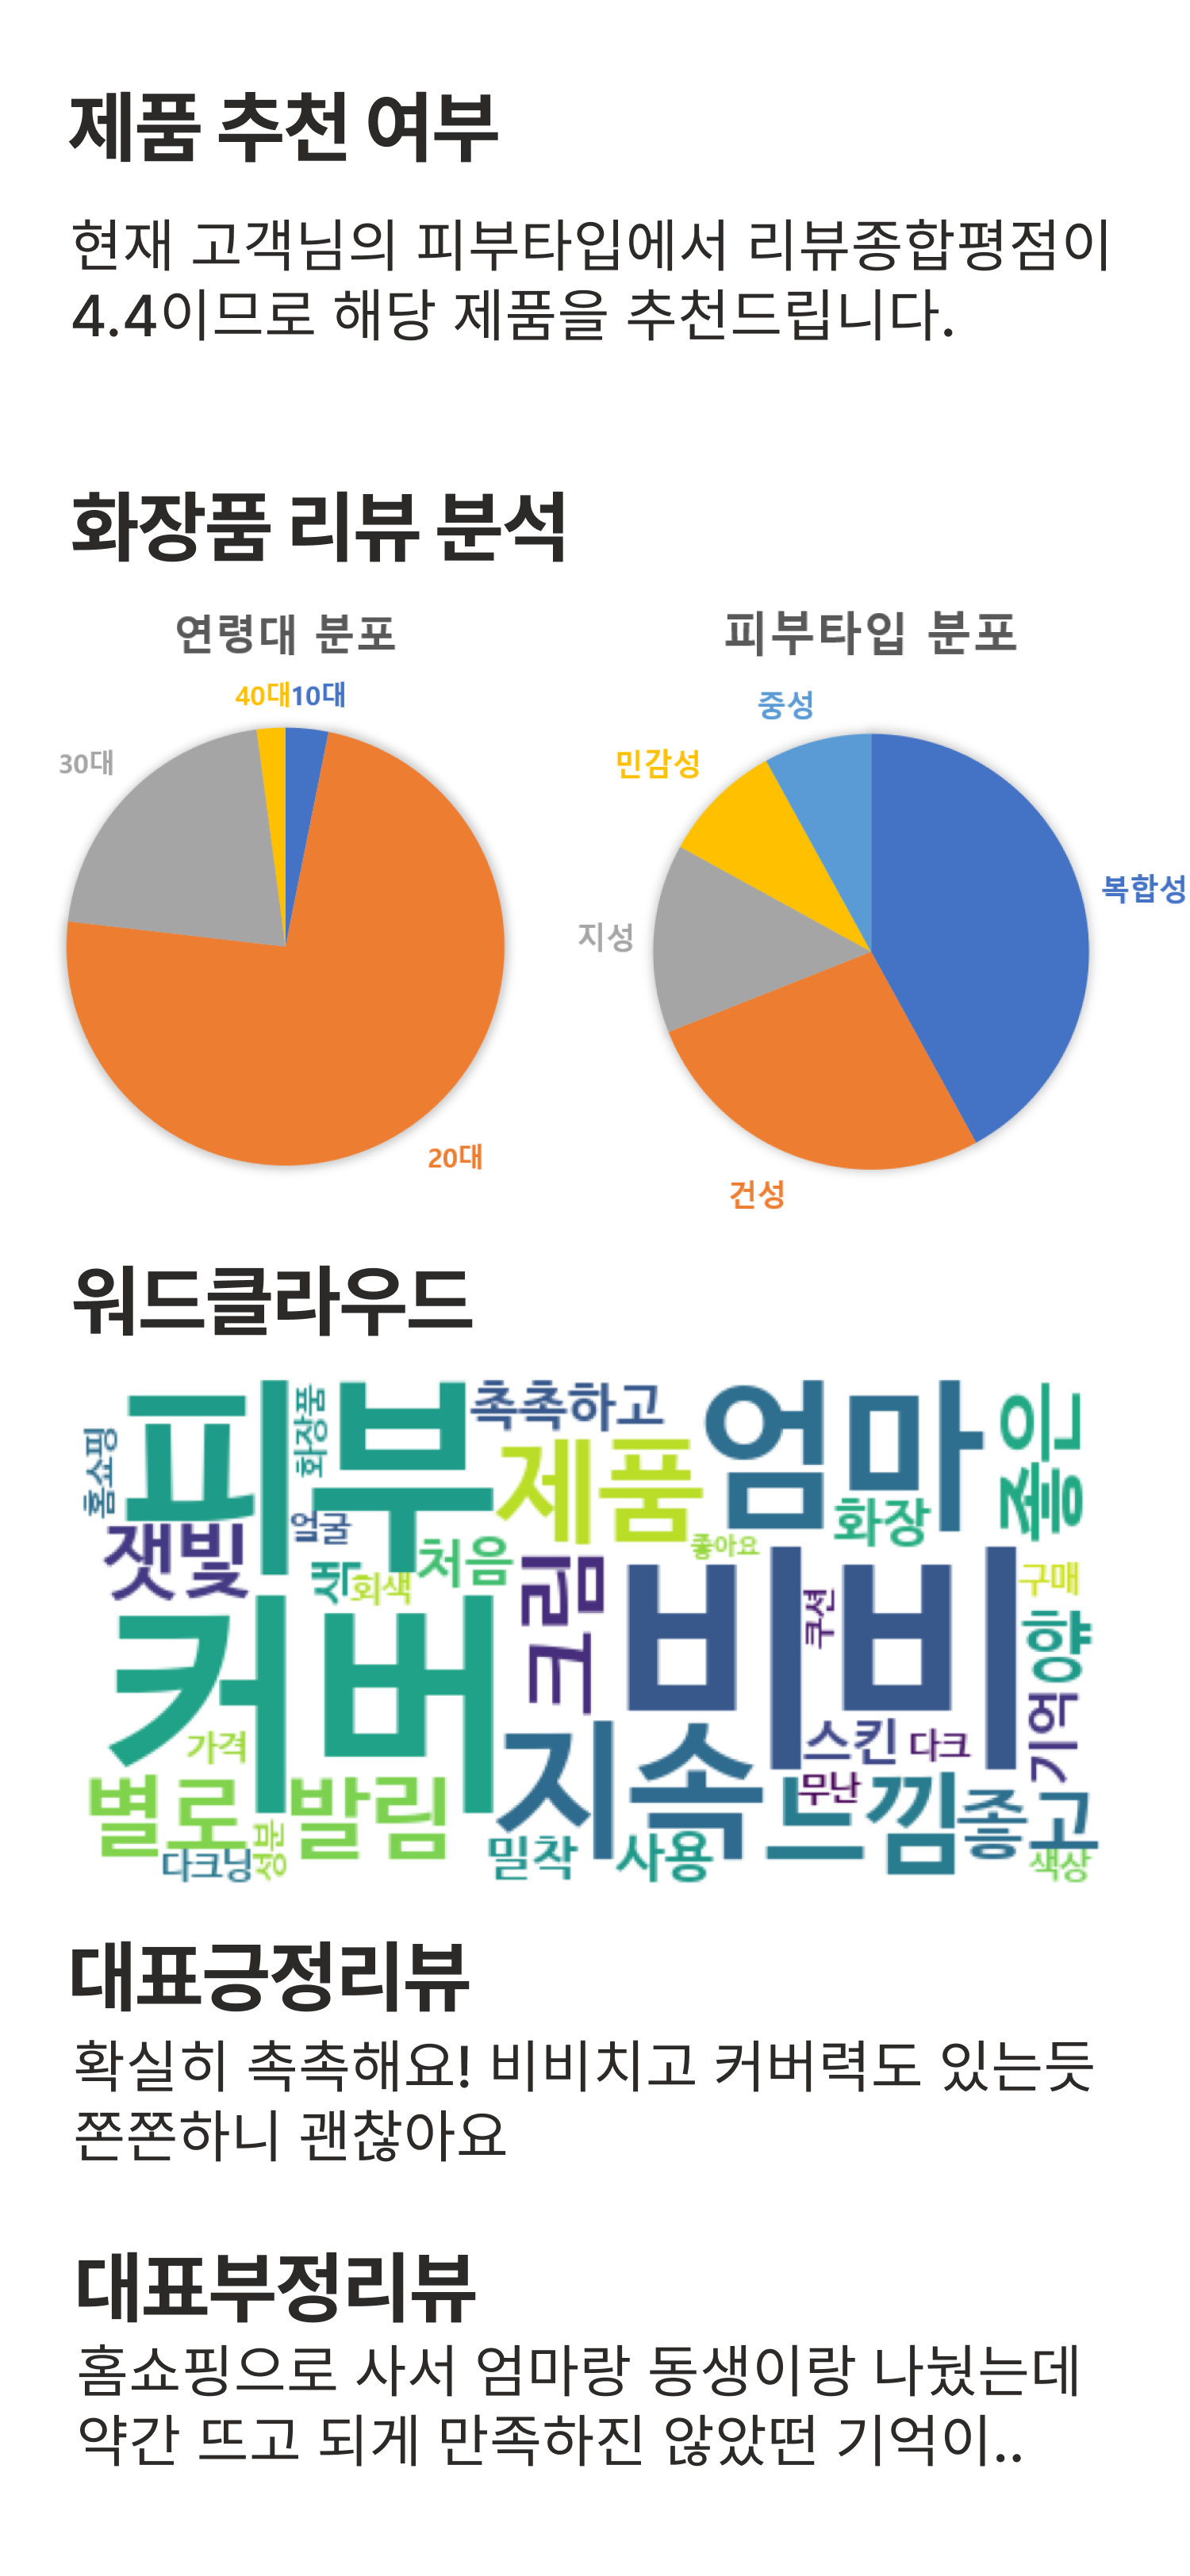 제품 추천 여부
현재 고객님의 피부타입에서 리뷰종합평점이
4.4이므로 해당 제품을 추천드립니다.
화장품 리뷰 분석
연령대 분포
40대
10대
30대
20대
피부타입 분포
중성
민감성
복합성
지성
건성
워드클라우드
피부
화장품
촉촉하고
엄마
좋은
홈쇼핑
제품
화장
잿빛
얼굴
처음
좋아요
색
회색
크림
비비
쿠션
구매
향
커버
기억
가격
지속
스킨
다크
무난
별로
발림
느낌
좋고
다크닝
성분
밀착
사용
색상
대표긍정리뷰
확실히 촉촉해요! 비비치고 커버력도 있는듯
쫀쫀하니 괜찮아요
대표부정리뷰
홈쇼핑으로 사서 엄마랑 동생이랑 나눴는데
약간 뜨고 되게 만족하진 않았떤 기억이..